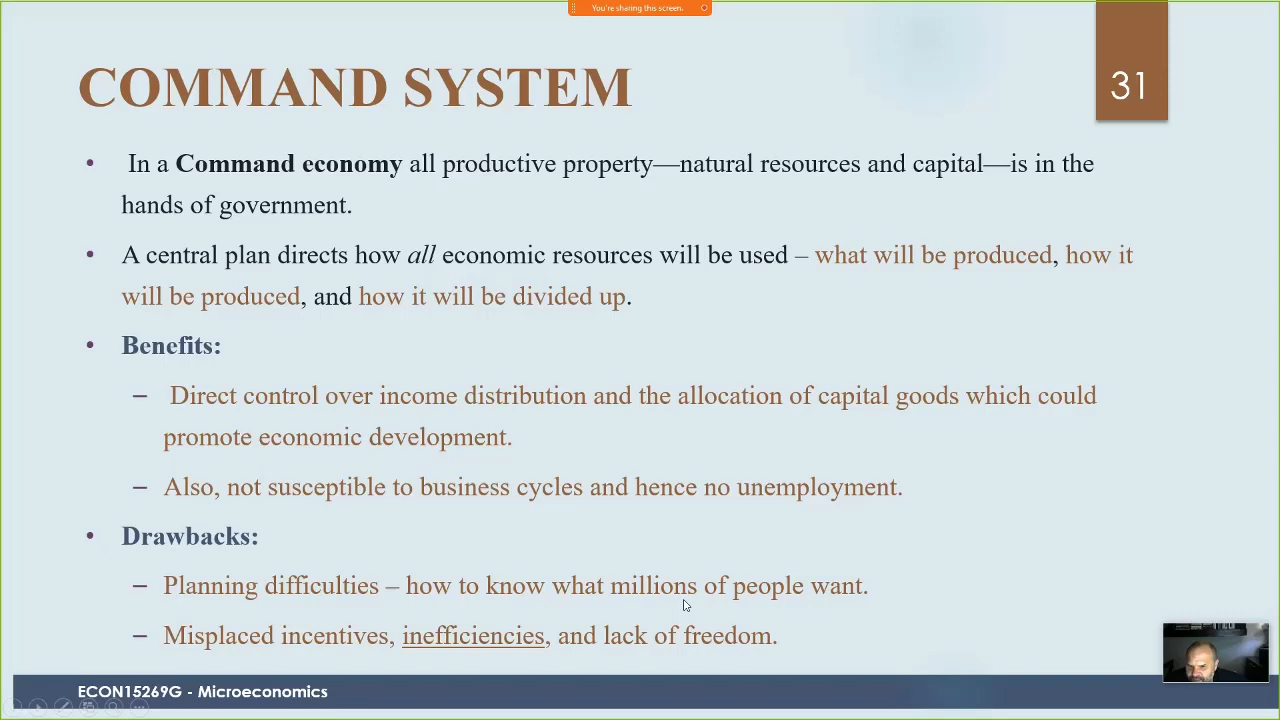 You're sharing this screen.
COMMAND SYSTEM
31
• In a Command economy all productive property—natural resources and capital—is in the
hands of government.
• A central plan directs how all economic resources will be used – what will be produced, how it
will be produced, and how it will be divided up.
• Benefits:
– Direct control over income distribution and the allocation of capital goods which could
promote economic development.
– Also, not susceptible to business cycles and hence no unemployment.
• Drawbacks:
– Planning difficulties – how to know what millions of people want.
– Misplaced incentives, inefficiencies, and lack of freedom.
ECON15269G - Microeconomics